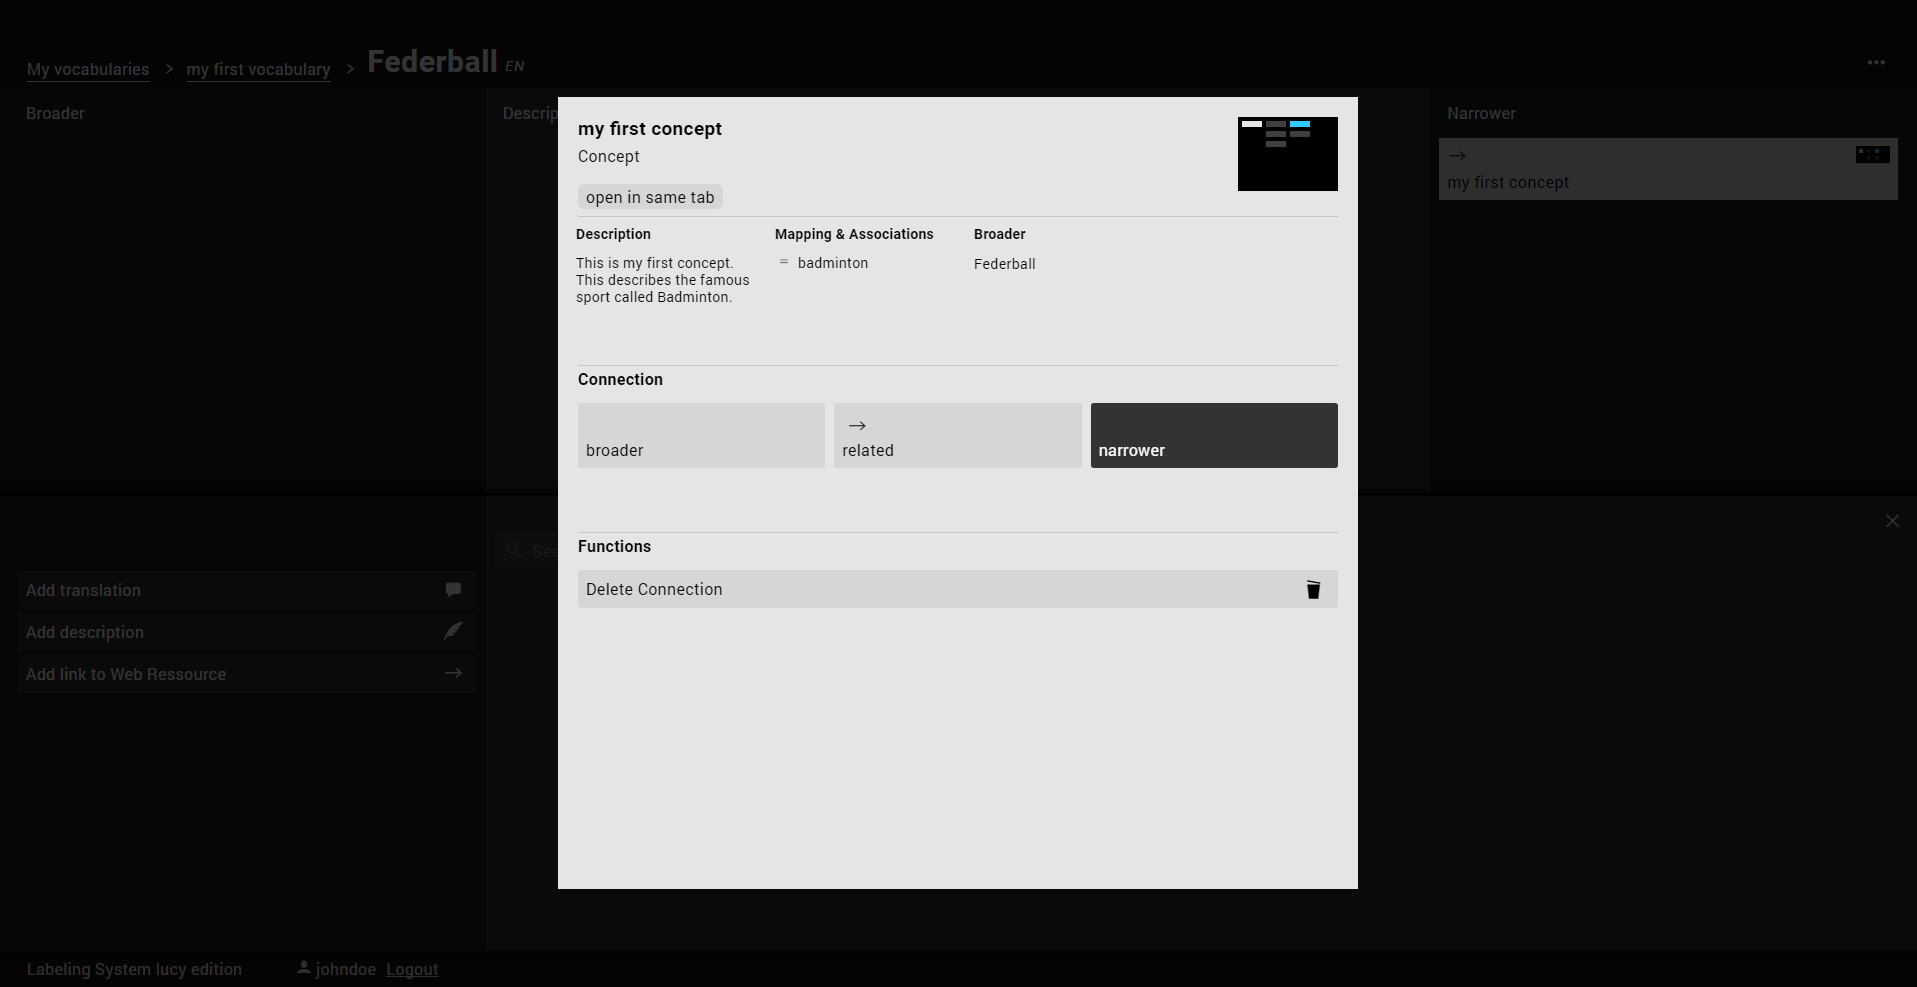 My vocabularies > my first vocabulary > Federball EN
Broader
Descrip
Narrower
→
my first concept
my first concept
Concept
open in same tab
Description
This is my first concept.
This describes the famous
sport called Badminton.
Mapping & Associations
= badminton
Broader
Federball
Connection
broader
→
related
narrower
Functions
Delete Connection
Sea
Add translation
Add description
Add link to Web Ressource →
Labeling System lucy edition
johndoe Logout